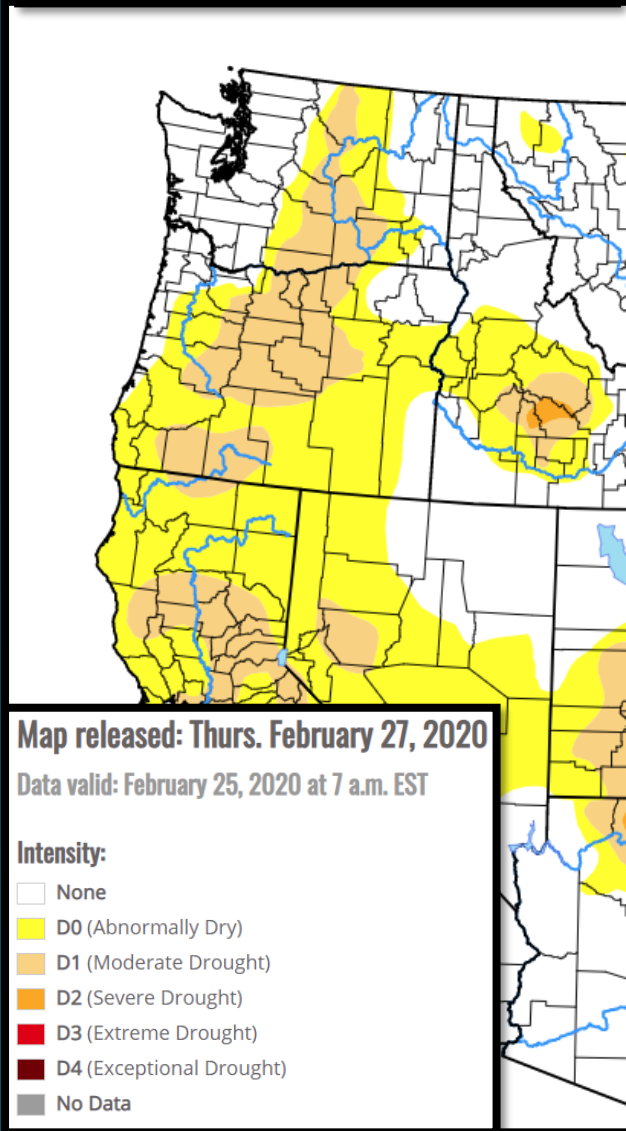 Map released: Thurs. February 27, 2020
Data valid: February 25, 2020 at 7 a.m. EST
Intensity:
None
D0 (Abnormally Dry)
D1 (Moderate Drought)
D2 (Severe Drought)
D3 (Extreme Drought)
D4 (Exceptional Drought)
No Data